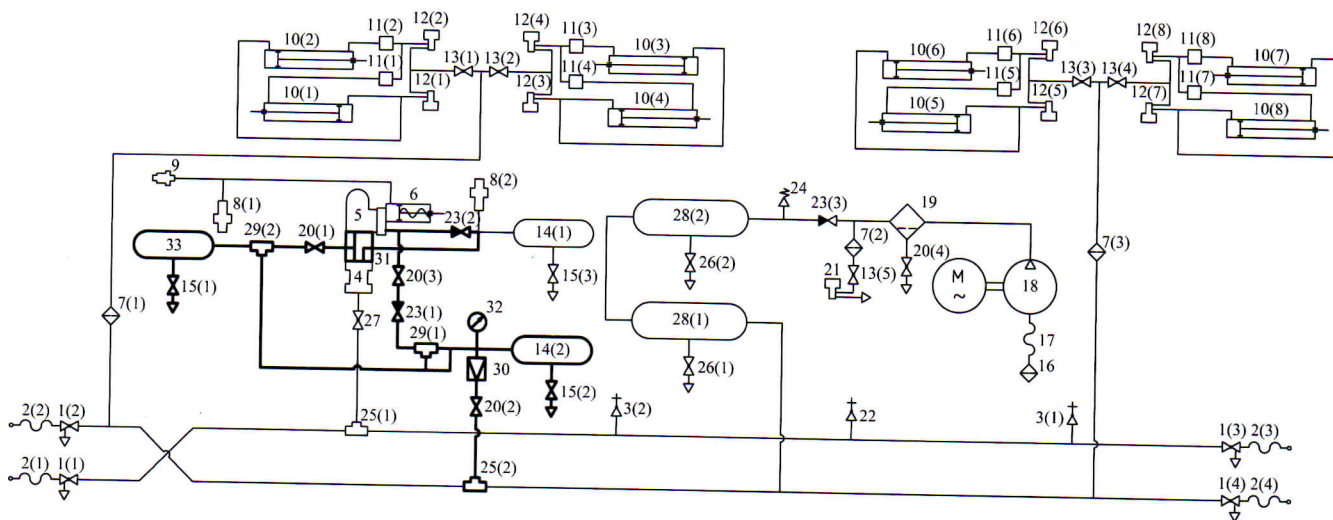 12(2) 12(4) 12(6) 12(8)
11(2) 11(3) 11(6) 11(8)
10(2) 10(3) 10(6) 10(7)
11(1) 13(1) 13(2) 11(4) 11(5) 13(3) 13(4) 11(7)
12(1) 12(3) 12(5) 12(7)
10(1) 10(4) 10(5) 10(8)
9 6 8(2) 24
8(1) 5 23(2) 28(2) 23(3) 19
29(2) 20(1) 7(2) 7(3)
33 31 14(1)
14 20(3) 15(3) 26(2) 21 13(5) 20(4) M ~ 18
15(1)
7(1) 27 23(1) 32 28(1)
29(1) 17
14(2) 26(1) 16
30 15(2)
20(2)
2(2) 1(2) 25(1) 3(2) 22 3(1) 1(3) 2(3)
2(1) 1(1) 25(2) 1(4) 2(4)